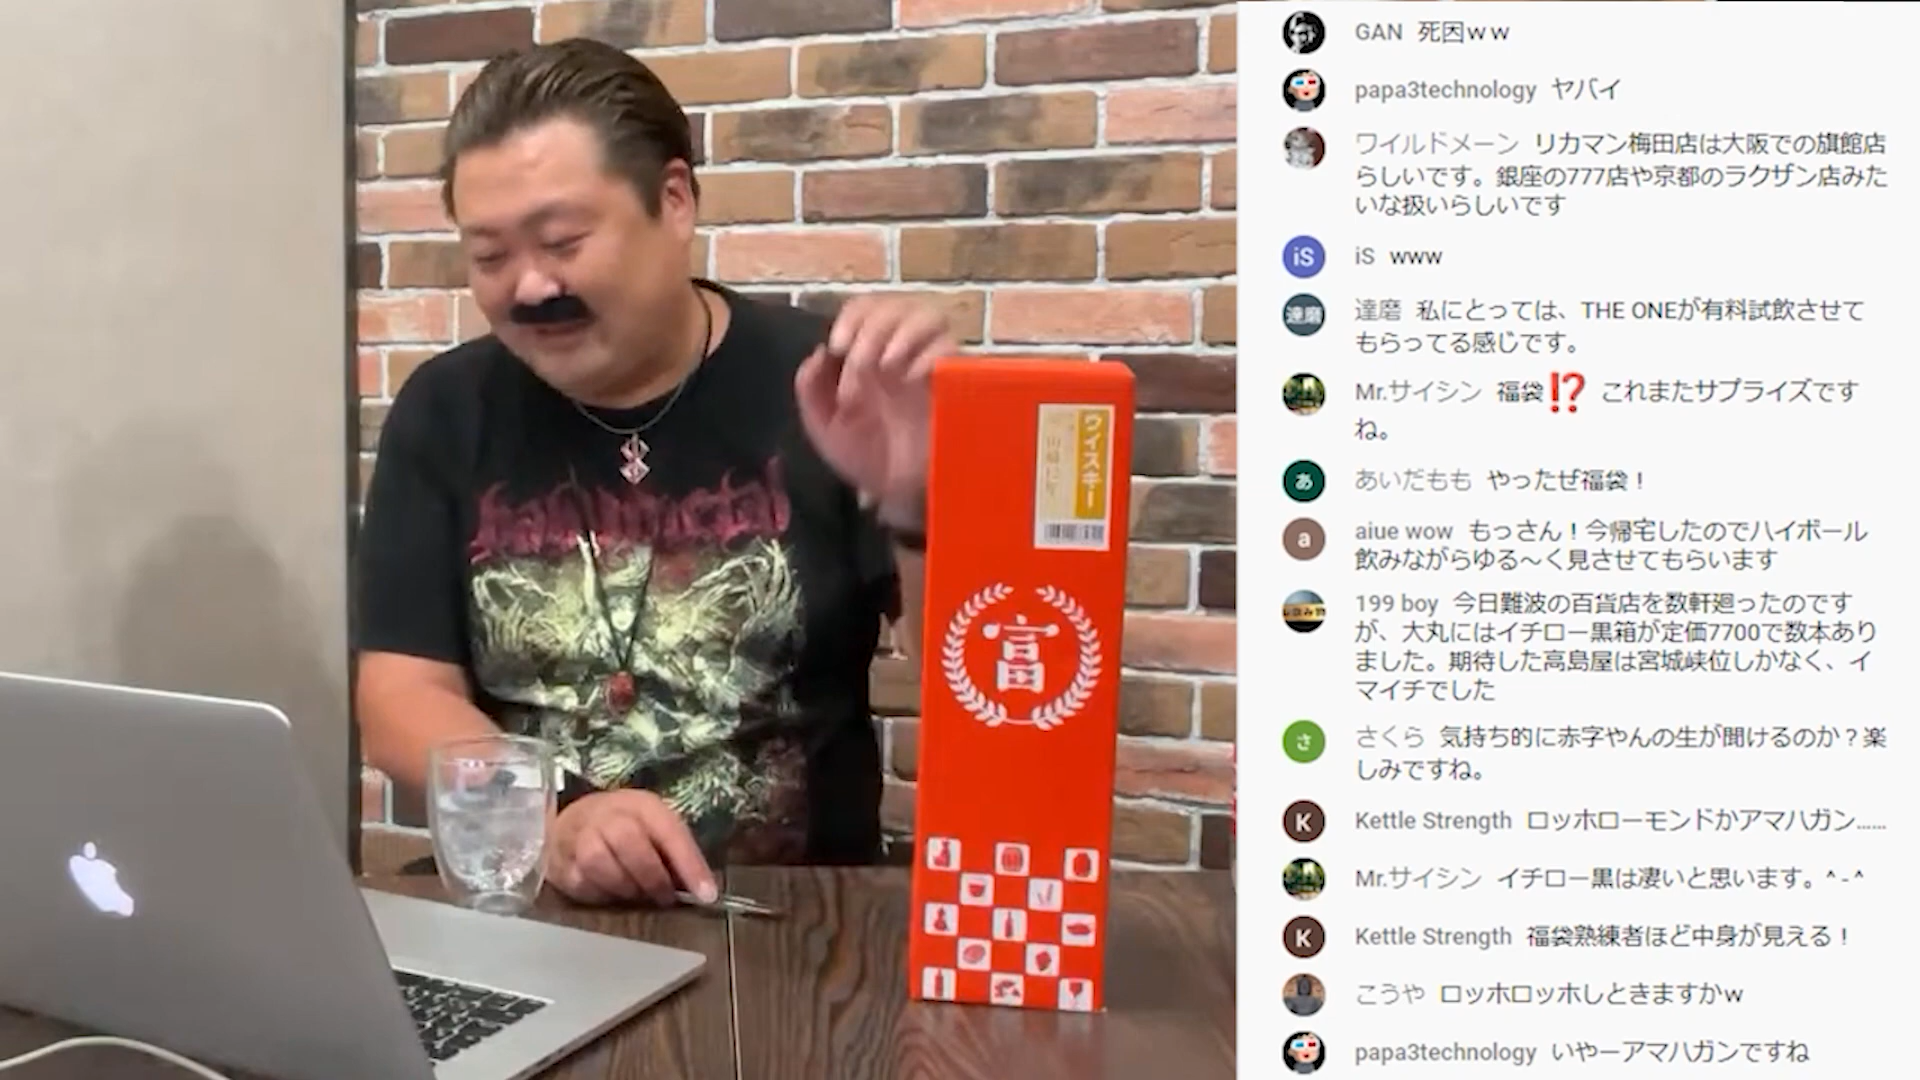 ウイスキー
富
GAN 死因ｗｗ
papa3technology ヤバイ
ワイルドメーン リカマン梅田店は大阪での旗館店
らしいです。銀座の777店や京都のラクザン店みた
いな扱いらしいです
iS
iS www
達磨
達磨 私にとっては、THE ONEが有料試飲させて
もらってる感じです。
Mr.サイシン 福袋⁉ これまたサプライズです
ね。
あ
あいだもも やったぜ福袋！
a
aiue wow もっさん！今帰宅したのでハイボール
飲みながらゆる～く見させてもらいます
199 boy 今日難波の百貨店を数軒廻ったのです
が、大丸にはイチロー黒箱が定価7700で数本あり
ました。期待した高島屋は宮城峡位しかなく、イ
マイチでした
さ
さくら 気持ち的に赤字やんの生が聞けるのか？楽
しみですね。
K
Kettle Strength ロッホローモンドかアマハガン……
Mr.サイシン イチロー黒は凄いと思います。^ - ^
K
Kettle Strength 福袋熟練者ほど中身が見える！
こうや ロッホロッホしときますかw
papa3technology いやーアマハガンですね